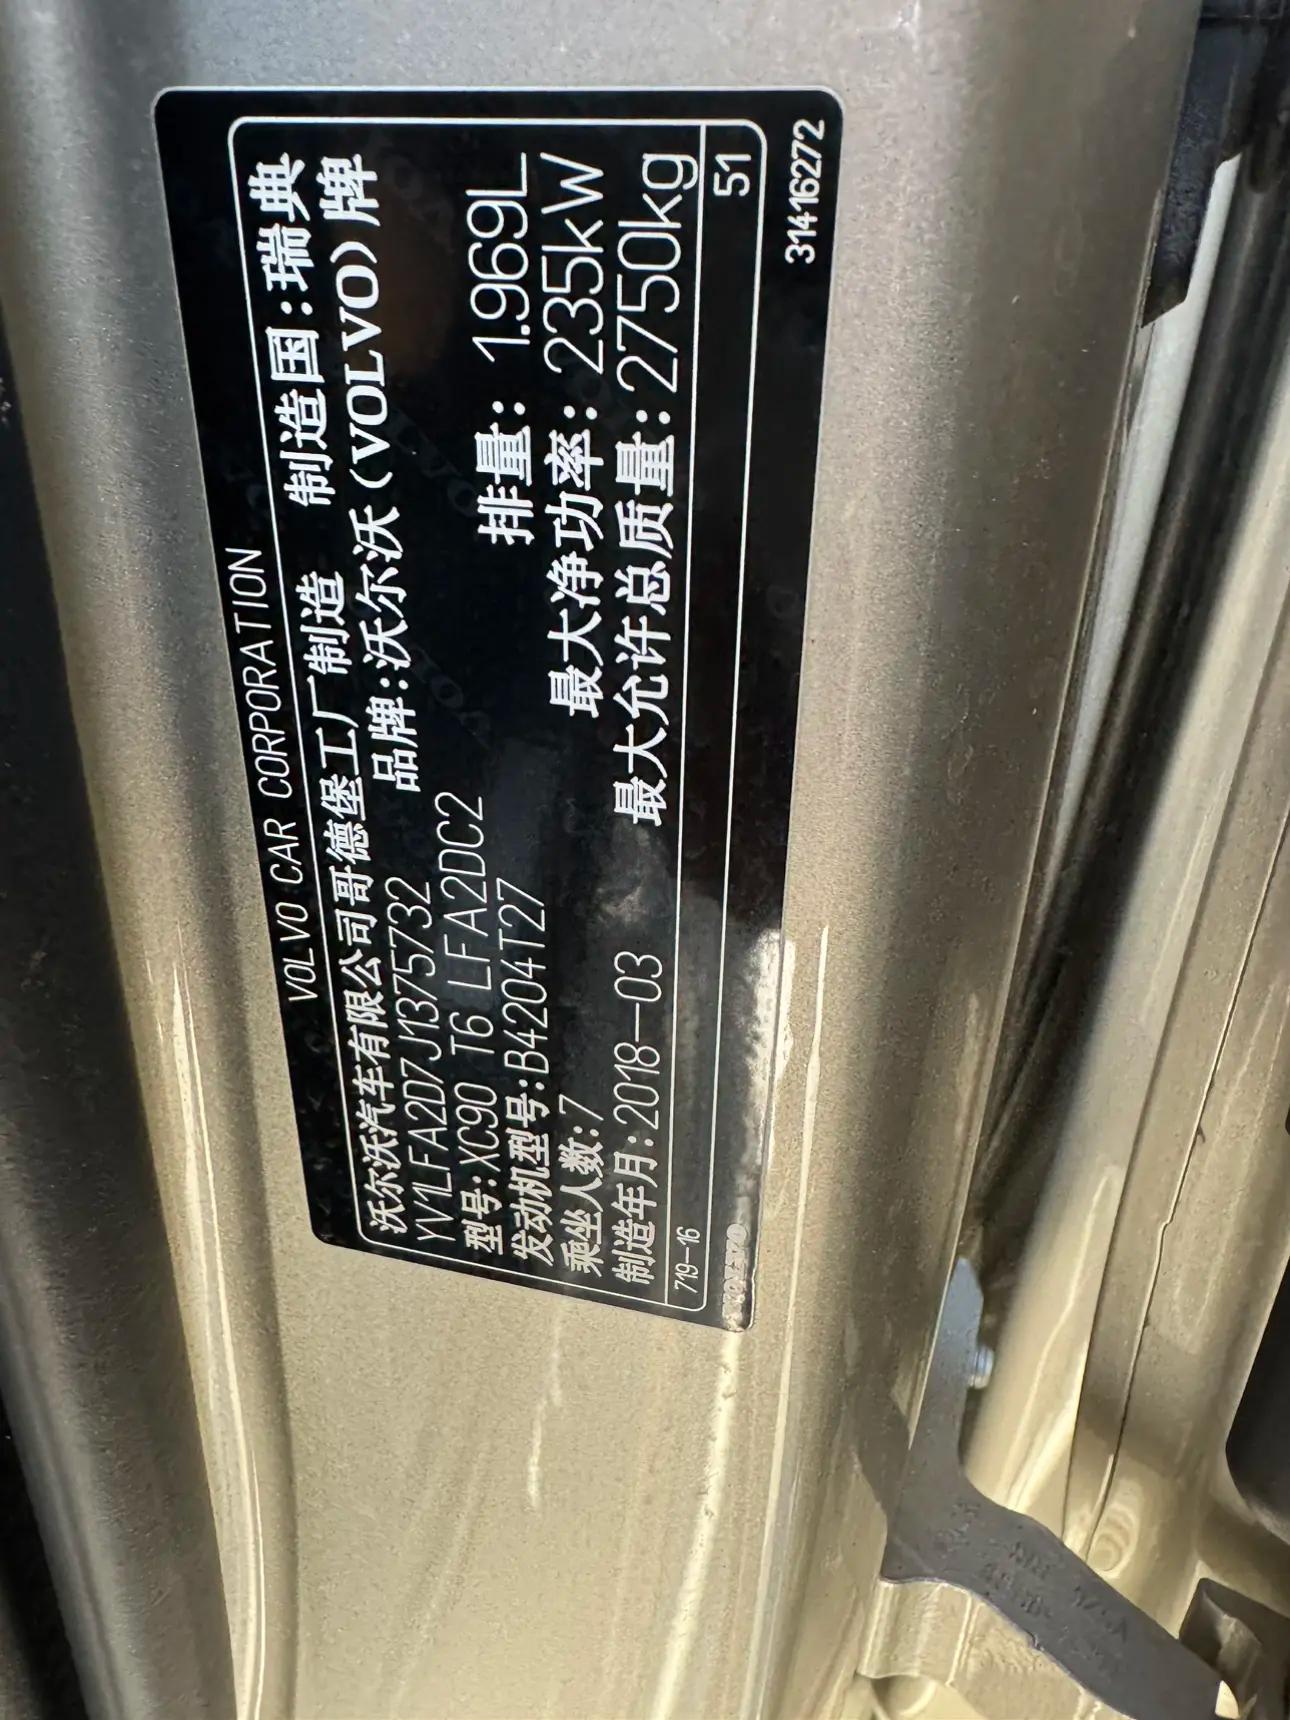 VOLVO CAR CORPORATION
沃尔沃汽车有限公司哥德堡工厂制造 制造国:瑞典
YV1LFA2D7J1375732 品牌:沃尔沃(VOLVO)牌
型号:XC90 T6 LFA2DC2
发动机型号:B4204T27 排量: 1.969L
乘坐人数:7 最大净功率: 235kW
制造年月:2018-03 最大允许总质量:2750kg
719-16 51
VOLVO 31416272